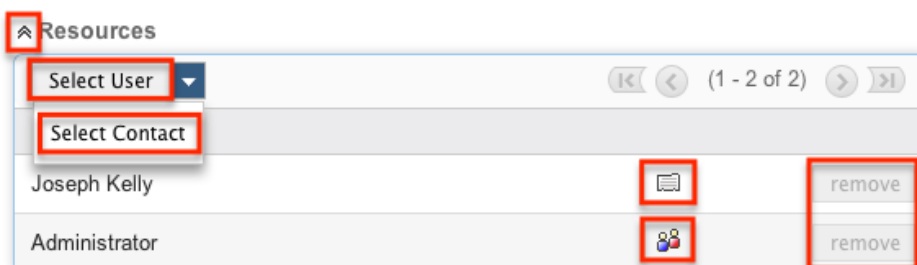 Resources
Select User (1 - 2 of 2)
Select Contact
Joseph Kelly remove
Administrator remove